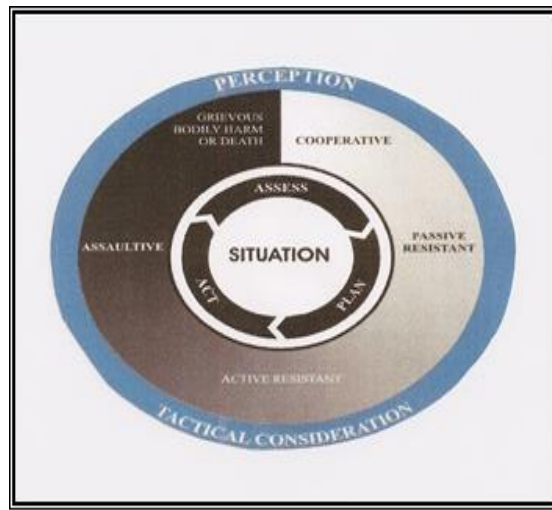 PERCEPTION
GRIEVOUS
BODILY HARM
OR DEATH
COOPERATIVE
ASSESS
ASSAULTIVE
SITUATION
PASSIVE
RESISTANT
ACT
PLAN
ACTIVE RESISTANT
TACTICAL CONSIDERATION